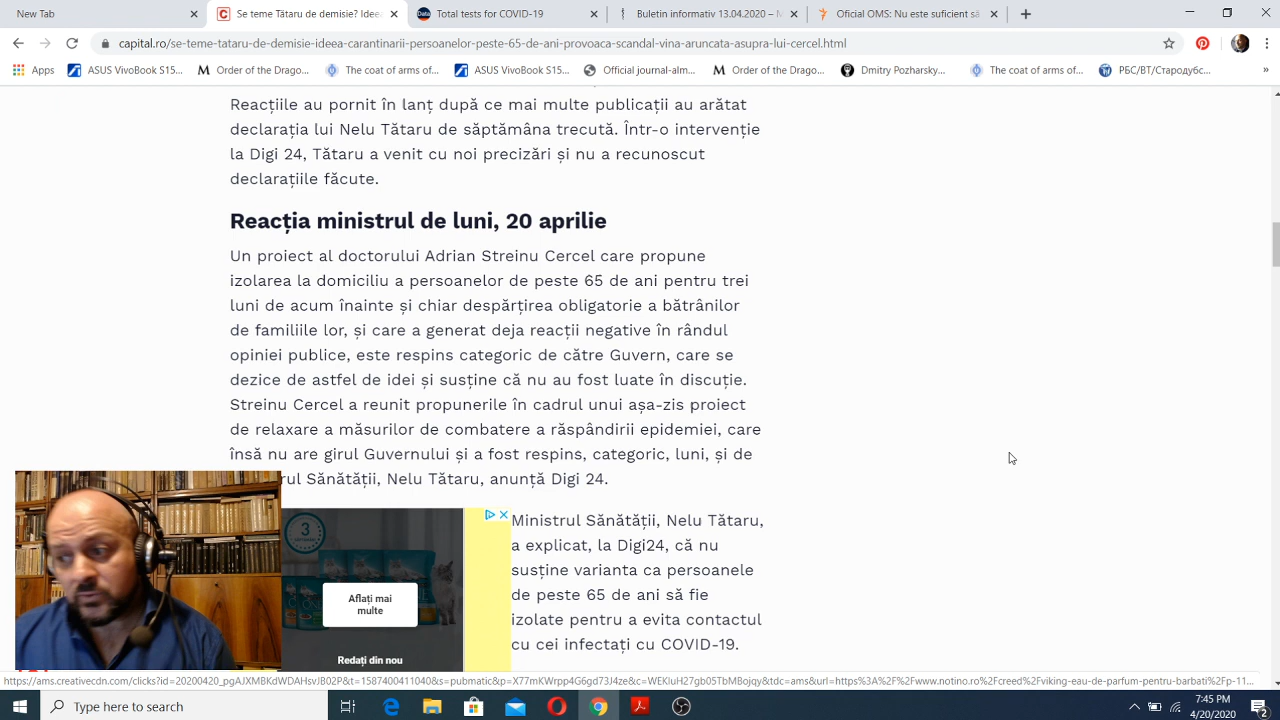 New Tab
Se teme Tătaru de demisie? Ideea
Total tests for COVID-19
Buletin informativ 13.04.2020 – M
Oficial OMS: Nu este suficient să
capital.ro/se-teme-tataru-de-demisie-ideea-carantinarii-persoanelor-peste-65-de-ani-provoaca-scandal-vina-aruncata-asupra-lui-cercel.html
Apps
ASUS VivoBook S15...
Order of the Drago...
The coat of arms of...
ASUS VivoBook S15...
Official journal-alm...
Order of the Drago...
Dmitry Pozharsky...
The coat of arms of...
РБС/ВТ/Стародубс...
Reacțiile au pornit în lanț după ce mai multe publicații au arătat
declarația lui Nelu Tătaru de săptămâna trecută. Într-o intervenție
la Digi 24, Tătaru a venit cu noi precizări și nu a recunoscut
declarațiile făcute.
Reacția ministrul de luni, 20 aprilie
Un proiect al doctorului Adrian Streinu Cercel care propune
izolarea la domiciliu a persoanelor de peste 65 de ani pentru trei
luni de acum înainte și chiar despărțirea obligatorie a bătrânilor
de familiile lor, și care a generat deja reacții negative în rândul
opiniei publice, este respins categoric de către Guvern, care se
dezice de astfel de idei și susține că nu au fost luate în discuție.
Streinu Cercel a reunit propunerile în cadrul unui așa-zis proiect
de relaxare a măsurilor de combatere a răspândirii epidemiei, care
însă nu are girul Guvernului și a fost respins, categoric, luni, și de
rul Sănătății, Nelu Tătaru, anunță Digi 24.
Ministrul Sănătății, Nelu Tătaru,
a explicat, la Digi24, că nu
susține varianta ca persoanele
de peste 65 de ani să fie
izolate pentru a evita contactul
cu cei infectați cu COVID-19.
3
Aflați mai
multe
Redați din nou
Type here to search
7:45 PM
4/20/2020
2